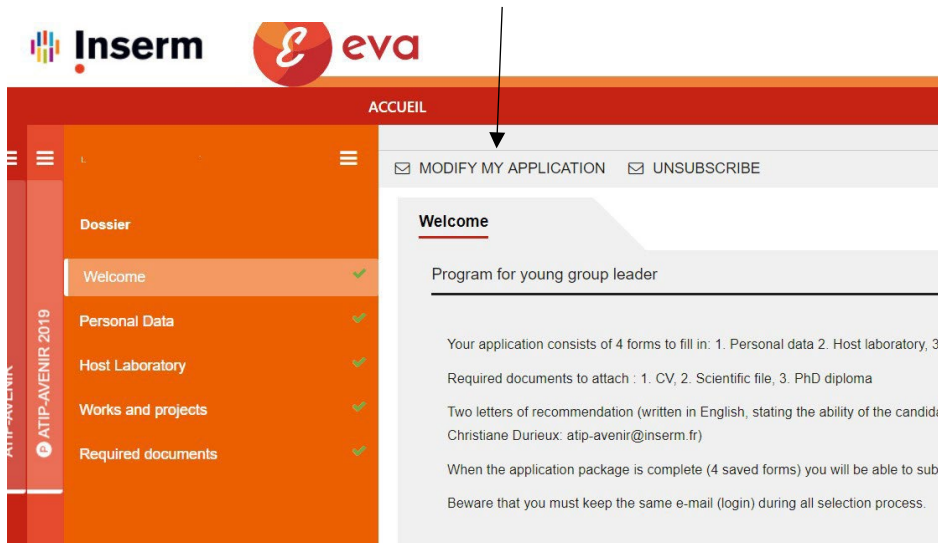 Inserm
eva
ACCUEIL
MODIFY MY APPLICATION
UNSUBSCRIBE
Dossier
Welcome
Personal Data
Host Laboratory
Works and projects
Required documents
ATIP-AVENIR
P ATIP-AVENIR 2019
Welcome
Program for young group leader
Your application consists of 4 forms to fill in: 1. Personal data 2. Host laboratory, 3
Required documents to attach : 1. CV, 2. Scientific file, 3. PhD diploma
Two letters of recommendation (written in English, stating the ability of the candida
Christiane Durieux: atip-avenir@inserm.fr)
When the application package is complete (4 saved forms) you will be able to sub
Beware that you must keep the same e-mail (login) during all selection process.